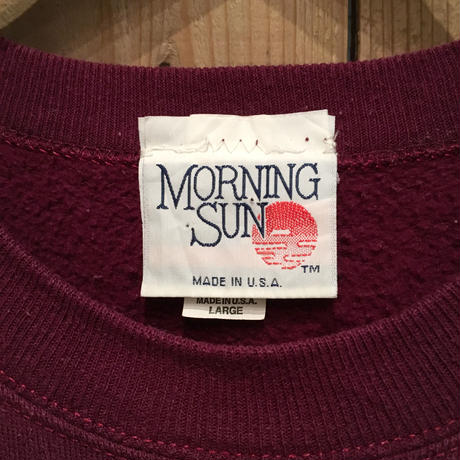 MORNING
SUN
TM
MADE IN U.S.A.
MADE IN U.S.A.
LARGE